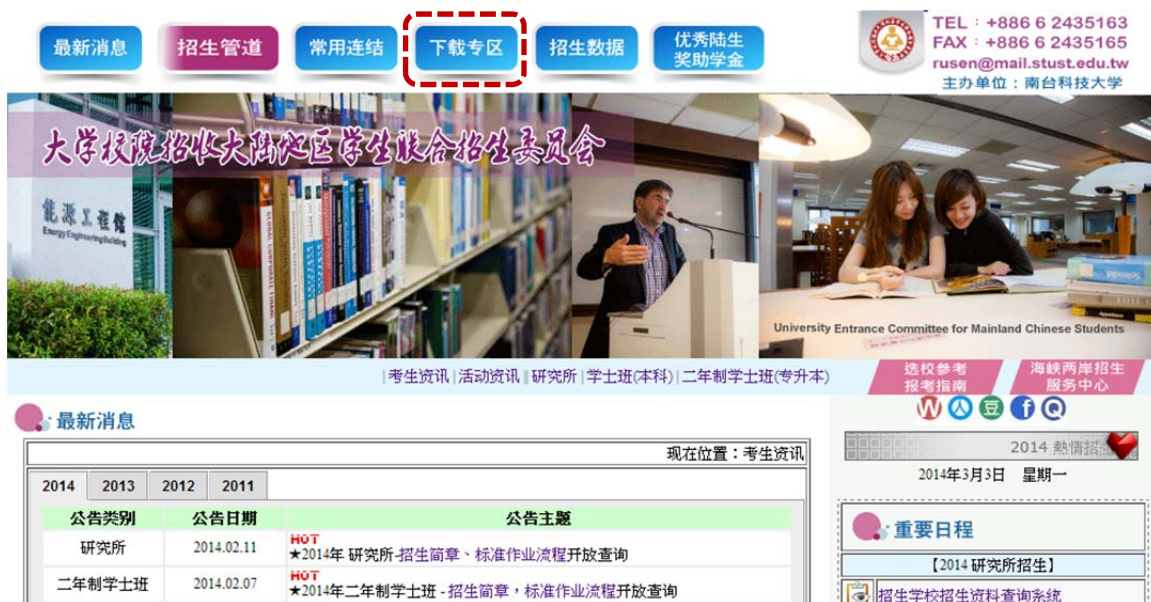 最新消息
招生管道
常用连结
下载专区
招生数据
优秀陆生
奖助学金
TEL：+886 6 2435163
FAX：+886 6 2435165
rusen@mail.stust.edu.tw
主办单位：南台科技大学
大学校院招收大陆地区学生联合招生委员会
能源工程馆
Energy Engineering Building
University Entrance Committee for Mainland Chinese Students
|考生资讯|活动资讯|研究所|学士班(本科)|二年制学士班(专升本)
选校参考
报考指南
海峡两岸招生
服务中心
最新消息
2014 熱情招
2014年3月3日 星期一
现在位置：考生资讯
2014 2013 2012 2011
公告类别 公告日期 公告主题
研究所 2014.02.11 HOT
★2014年 研究所-招生简章、标准作业流程开放查询
二年制学士班 2014.02.07 HOT
★2014年二年制学士班 - 招生简章，标准作业流程开放查询
重要日程
【2014 研究所招生】
招生学校招生资料查询系统